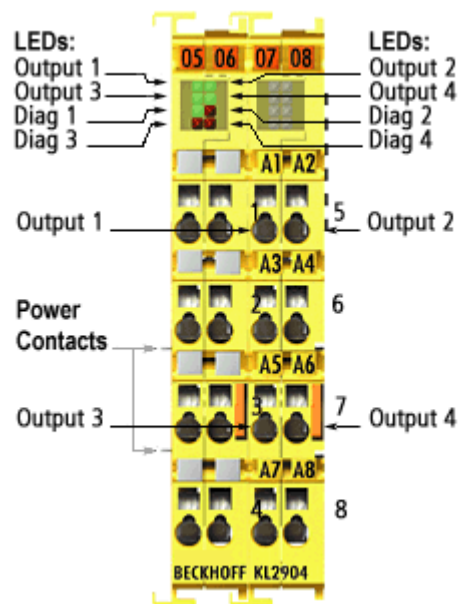 LEDs: LEDs:
05 06 07 08
Output 1 Output 2
Output 3 Output 4
Diag 1 Diag 2
Diag 3 Diag 4
A1 A2
Output 1 1 5 Output 2
A3 A4
2 6
Power
Contacts
A5 A6
3 7
Output 3 Output 4
A7 A8
4 8
BECKHOFF KL2904